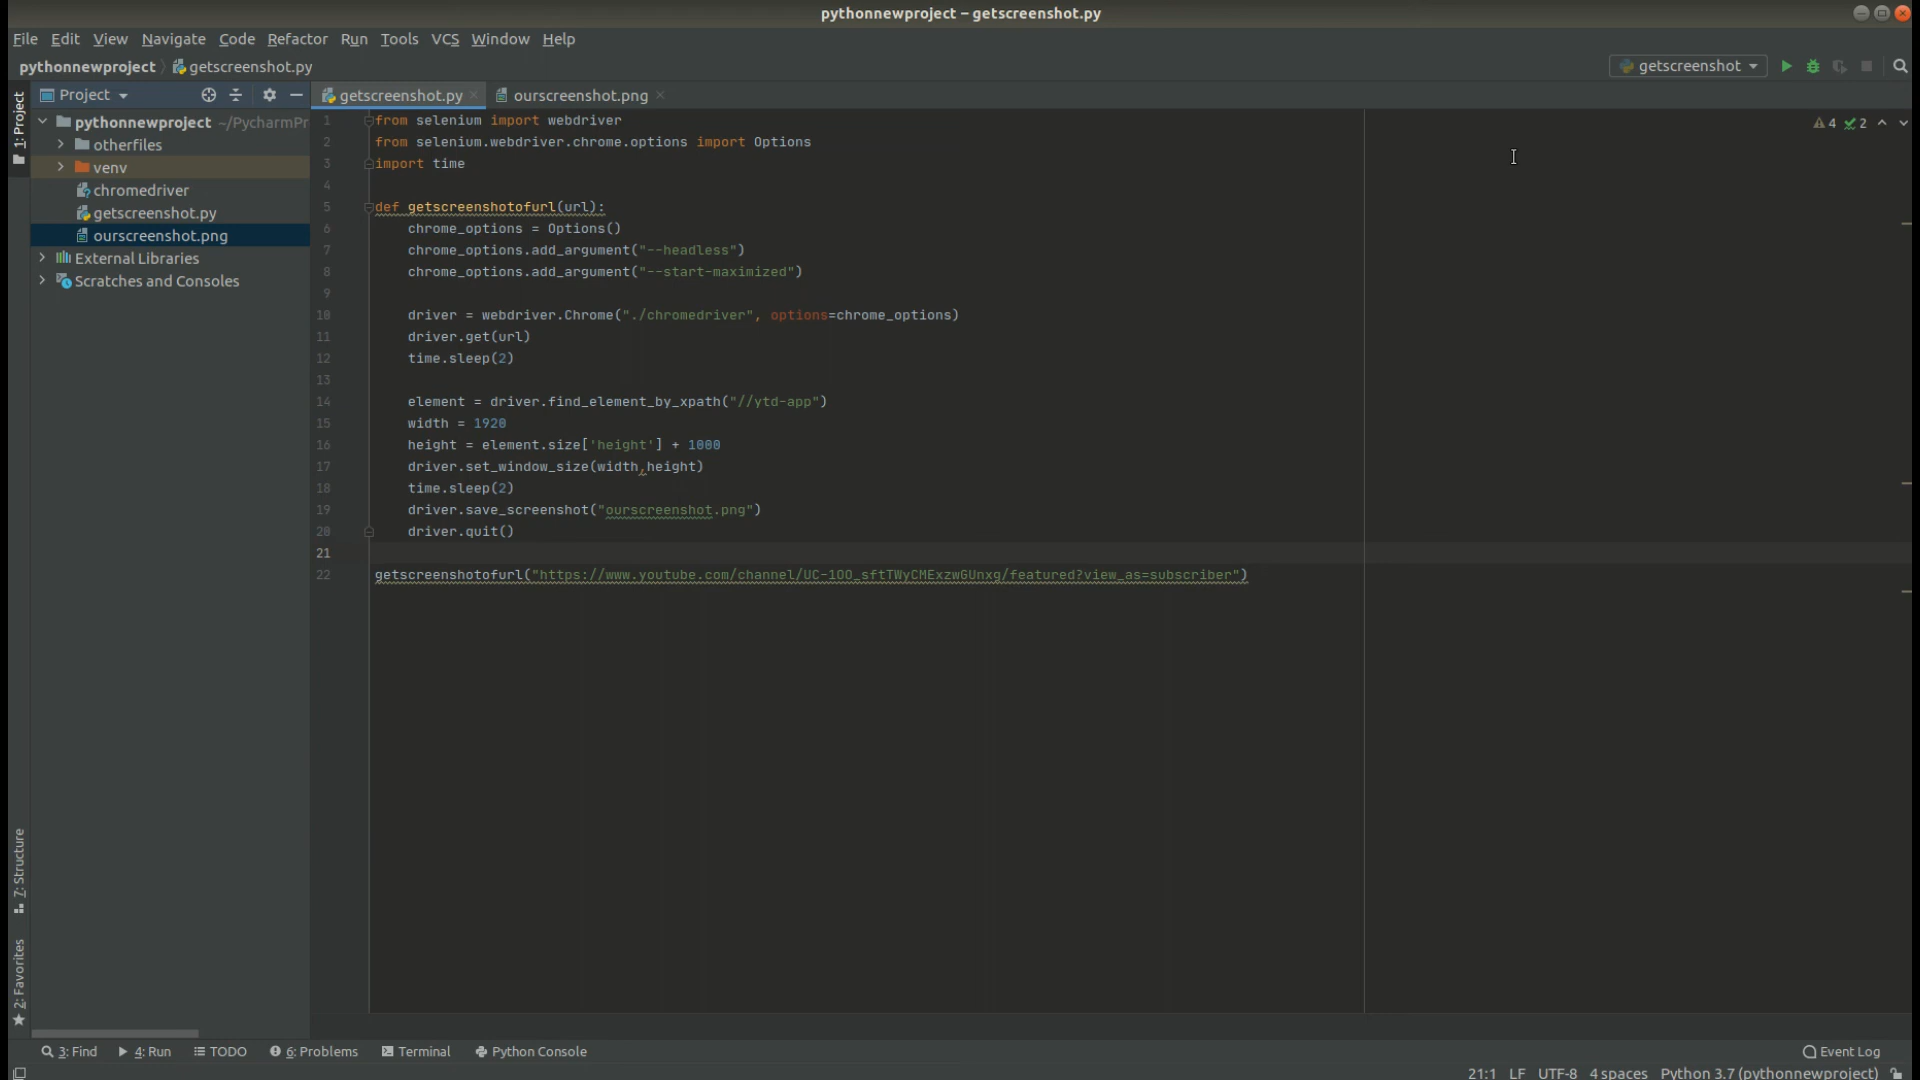 pythonnewproject – getscreenshot.py
File Edit View Navigate Code Refactor Run Tools VCS Window Help
pythonnewproject getscreenshot.py
getscreenshot
1: Project
Project
getscreenshot.py ourscreenshot.png
pythonnewproject ~/PycharmPr
otherfiles
venv
chromedriver
getscreenshot.py
ourscreenshot.png
External Libraries
Scratches and Consoles
4 2
1 from selenium import webdriver
2 from selenium.webdriver.chrome.options import Options
3 import time
4
5 def getscreenshotofurl(url):
6 chrome_options = Options()
7 chrome_options.add_argument("--headless")
8 chrome_options.add_argument("--start-maximized")
9
10 driver = webdriver.Chrome("./chromedriver", options=chrome_options)
11 driver.get(url)
12 time.sleep(2)
13
14 element = driver.find_element_by_xpath("//ytd-app")
15 width = 1920
16 height = element.size['height'] + 1000
17 driver.set_window_size(width,height)
18 time.sleep(2)
19 driver.save_screenshot("ourscreenshot.png")
20 driver.quit()
21
22 getscreenshotofurl("https://www.youtube.com/channel/UC-1OO_sftTWyCMExzwGUnxg/featured?view_as=subscriber")
7: Structure
2: Favorites
3: Find 4: Run TODO 6: Problems Terminal Python Console Event Log
21:1 LF UTF-8 4 spaces Python 3.7 (pythonnewproject)